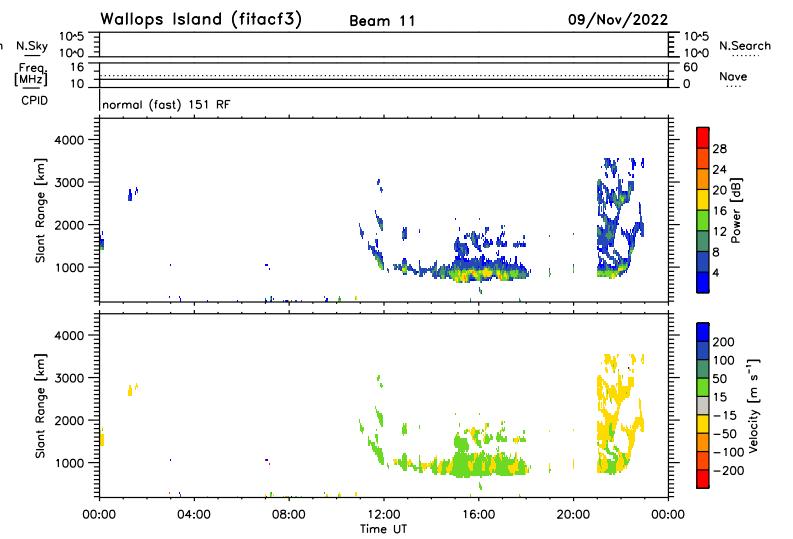 Wallops Island (fitacf3) Beam 11 09/Nov/2022
n N.Sky 10^5 10^0 10^5 10^0 N.Search
Freq [MHz] 16 10 60 0 Nave
CPID normal (fast) 151 RF
Slant Range [km] 4000 3000 2000 1000
28 24 20 16 12 8 4 Power [dB]
Slant Range [km] 4000 3000 2000 1000
200 100 50 15 -15 -50 -100 -200 Velocity [m s⁻¹]
00:00 04:00 08:00 12:00 16:00 20:00 00:00
Time UT